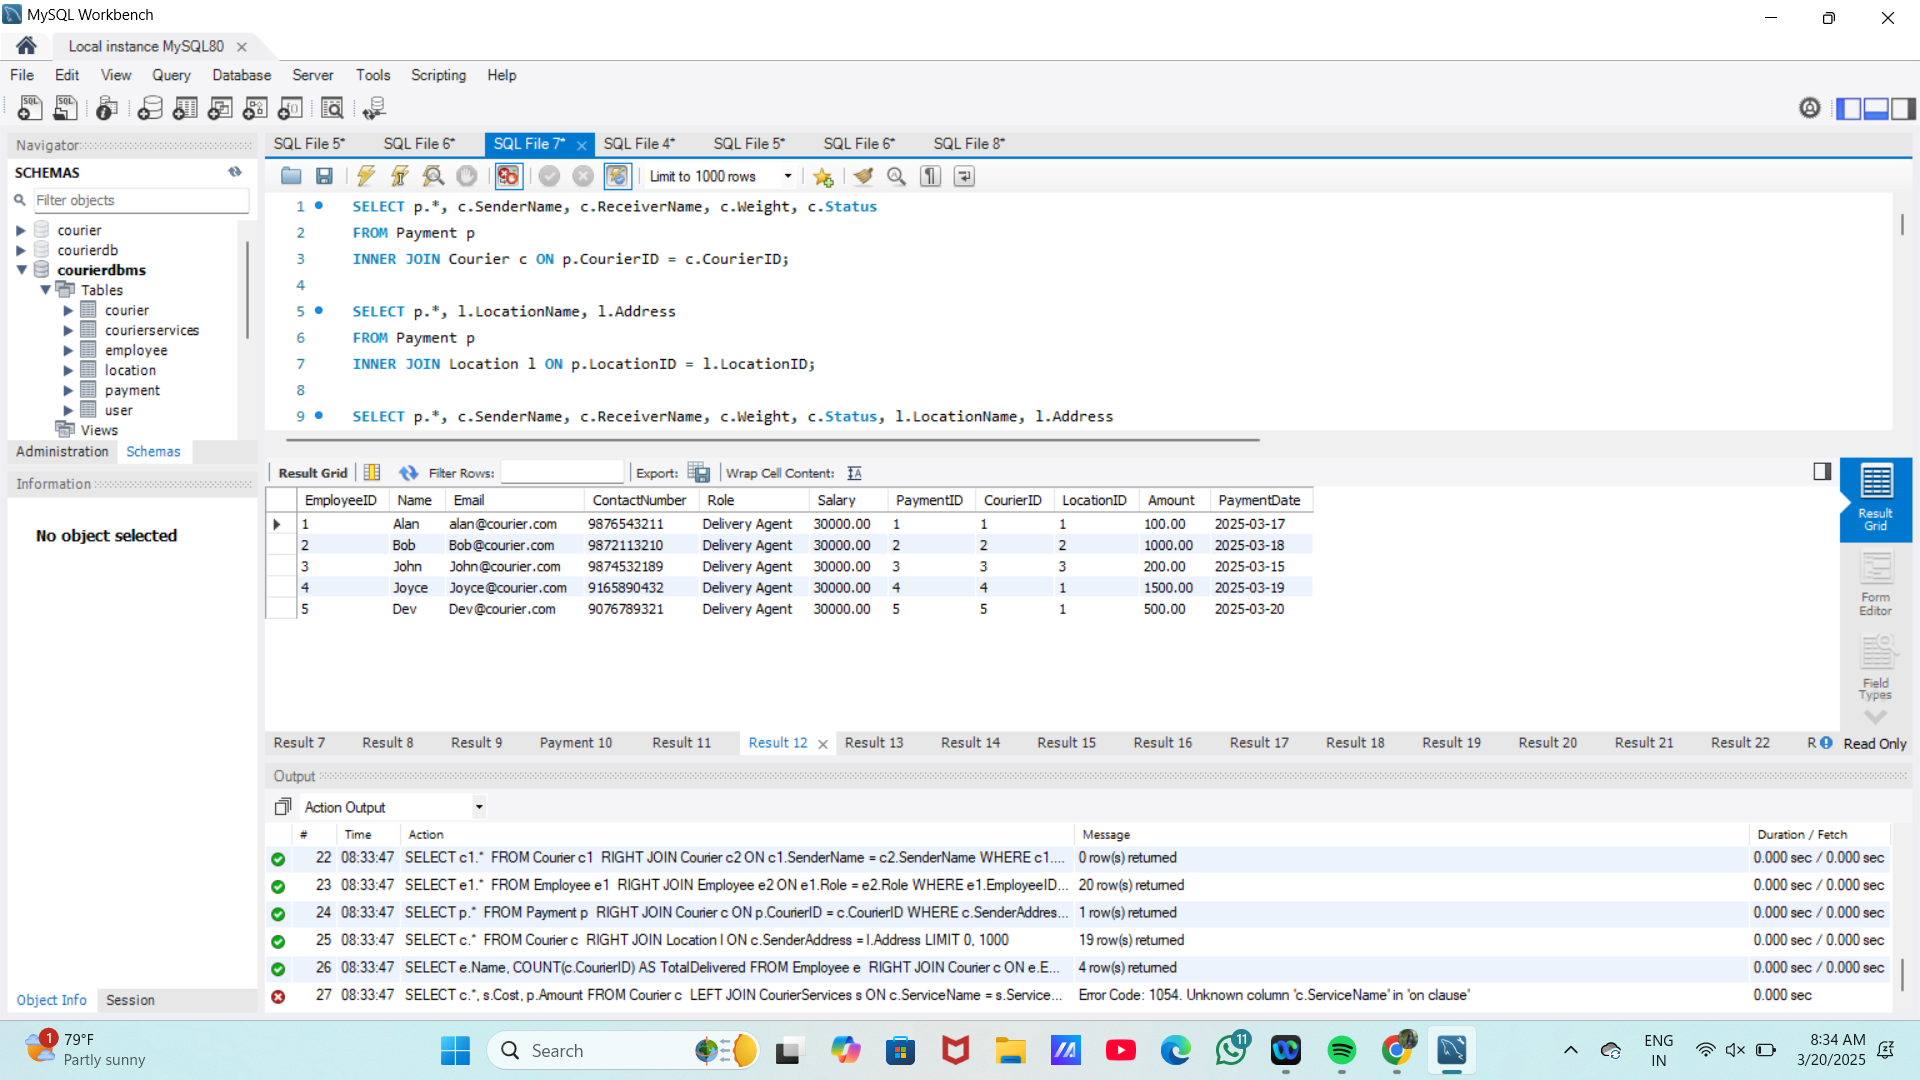 MySQL Workbench
Local instance MySQL80
File Edit View Query Database Server Tools Scripting Help
Navigator
SCHEMAS
Filter objects
courier
courierdb
courierdbms
Tables
courier
courierservices
employee
location
payment
user
Views
Administration Schemas
Information
No object selected
Object Info Session
SQL File 5* SQL File 6* SQL File 7* SQL File 4* SQL File 5* SQL File 6* SQL File 8*
Limit to 1000 rows
1 SELECT p.*, c.SenderName, c.ReceiverName, c.Weight, c.Status
2 FROM Payment p
3 INNER JOIN Courier c ON p.CourierID = c.CourierID;
4
5 SELECT p.*, l.LocationName, l.Address
6 FROM Payment p
7 INNER JOIN Location l ON p.LocationID = l.LocationID;
8
9 SELECT p.*, c.SenderName, c.ReceiverName, c.Weight, c.Status, l.LocationName, l.Address
Result Grid Filter Rows: Export: Wrap Cell Content:
EmployeeID Name Email ContactNumber Role Salary PaymentID CourierID LocationID Amount PaymentDate
1 Alan alan@courier.com 9876543211 Delivery Agent 30000.00 1 1 1 100.00 2025-03-17
2 Bob Bob@courier.com 9872113210 Delivery Agent 30000.00 2 2 2 1000.00 2025-03-18
3 John John@courier.com 9874532189 Delivery Agent 30000.00 3 3 3 200.00 2025-03-15
4 Joyce Joyce@courier.com 9165890432 Delivery Agent 30000.00 4 4 1 1500.00 2025-03-19
5 Dev Dev@courier.com 9076789321 Delivery Agent 30000.00 5 5 1 500.00 2025-03-20
Result Grid
Form Editor
Field Types
Result 7 Result 8 Result 9 Payment 10 Result 11 Result 12 Result 13 Result 14 Result 15 Result 16 Result 17 Result 18 Result 19 Result 20 Result 21 Result 22 R Read Only
Output
Action Output
# Time Action Message Duration / Fetch
22 08:33:47 SELECT c1.* FROM Courier c1 RIGHT JOIN Courier c2 ON c1.SenderName = c2.SenderName WHERE c1.... 0 row(s) returned 0.000 sec / 0.000 sec
23 08:33:47 SELECT e1.* FROM Employee e1 RIGHT JOIN Employee e2 ON e1.Role = e2.Role WHERE e1.EmployeeID... 20 row(s) returned 0.000 sec / 0.000 sec
24 08:33:47 SELECT p.* FROM Payment p RIGHT JOIN Courier c ON p.CourierID = c.CourierID WHERE c.SenderAddres... 1 row(s) returned 0.000 sec / 0.000 sec
25 08:33:47 SELECT c.* FROM Courier c RIGHT JOIN Location l ON c.SenderAddress = l.Address LIMIT 0, 1000 19 row(s) returned 0.000 sec / 0.000 sec
26 08:33:47 SELECT e.Name, COUNT(c.CourierID) AS TotalDelivered FROM Employee e RIGHT JOIN Courier c ON e.E... 4 row(s) returned 0.000 sec / 0.000 sec
27 08:33:47 SELECT c.*, s.Cost, p.Amount FROM Courier c LEFT JOIN CourierServices s ON c.ServiceName = s.Service... Error Code: 1054. Unknown column 'c.ServiceName' in 'on clause' 0.000 sec
1
79°F
Partly sunny
Search
11
ENG
IN
8:34 AM
3/20/2025